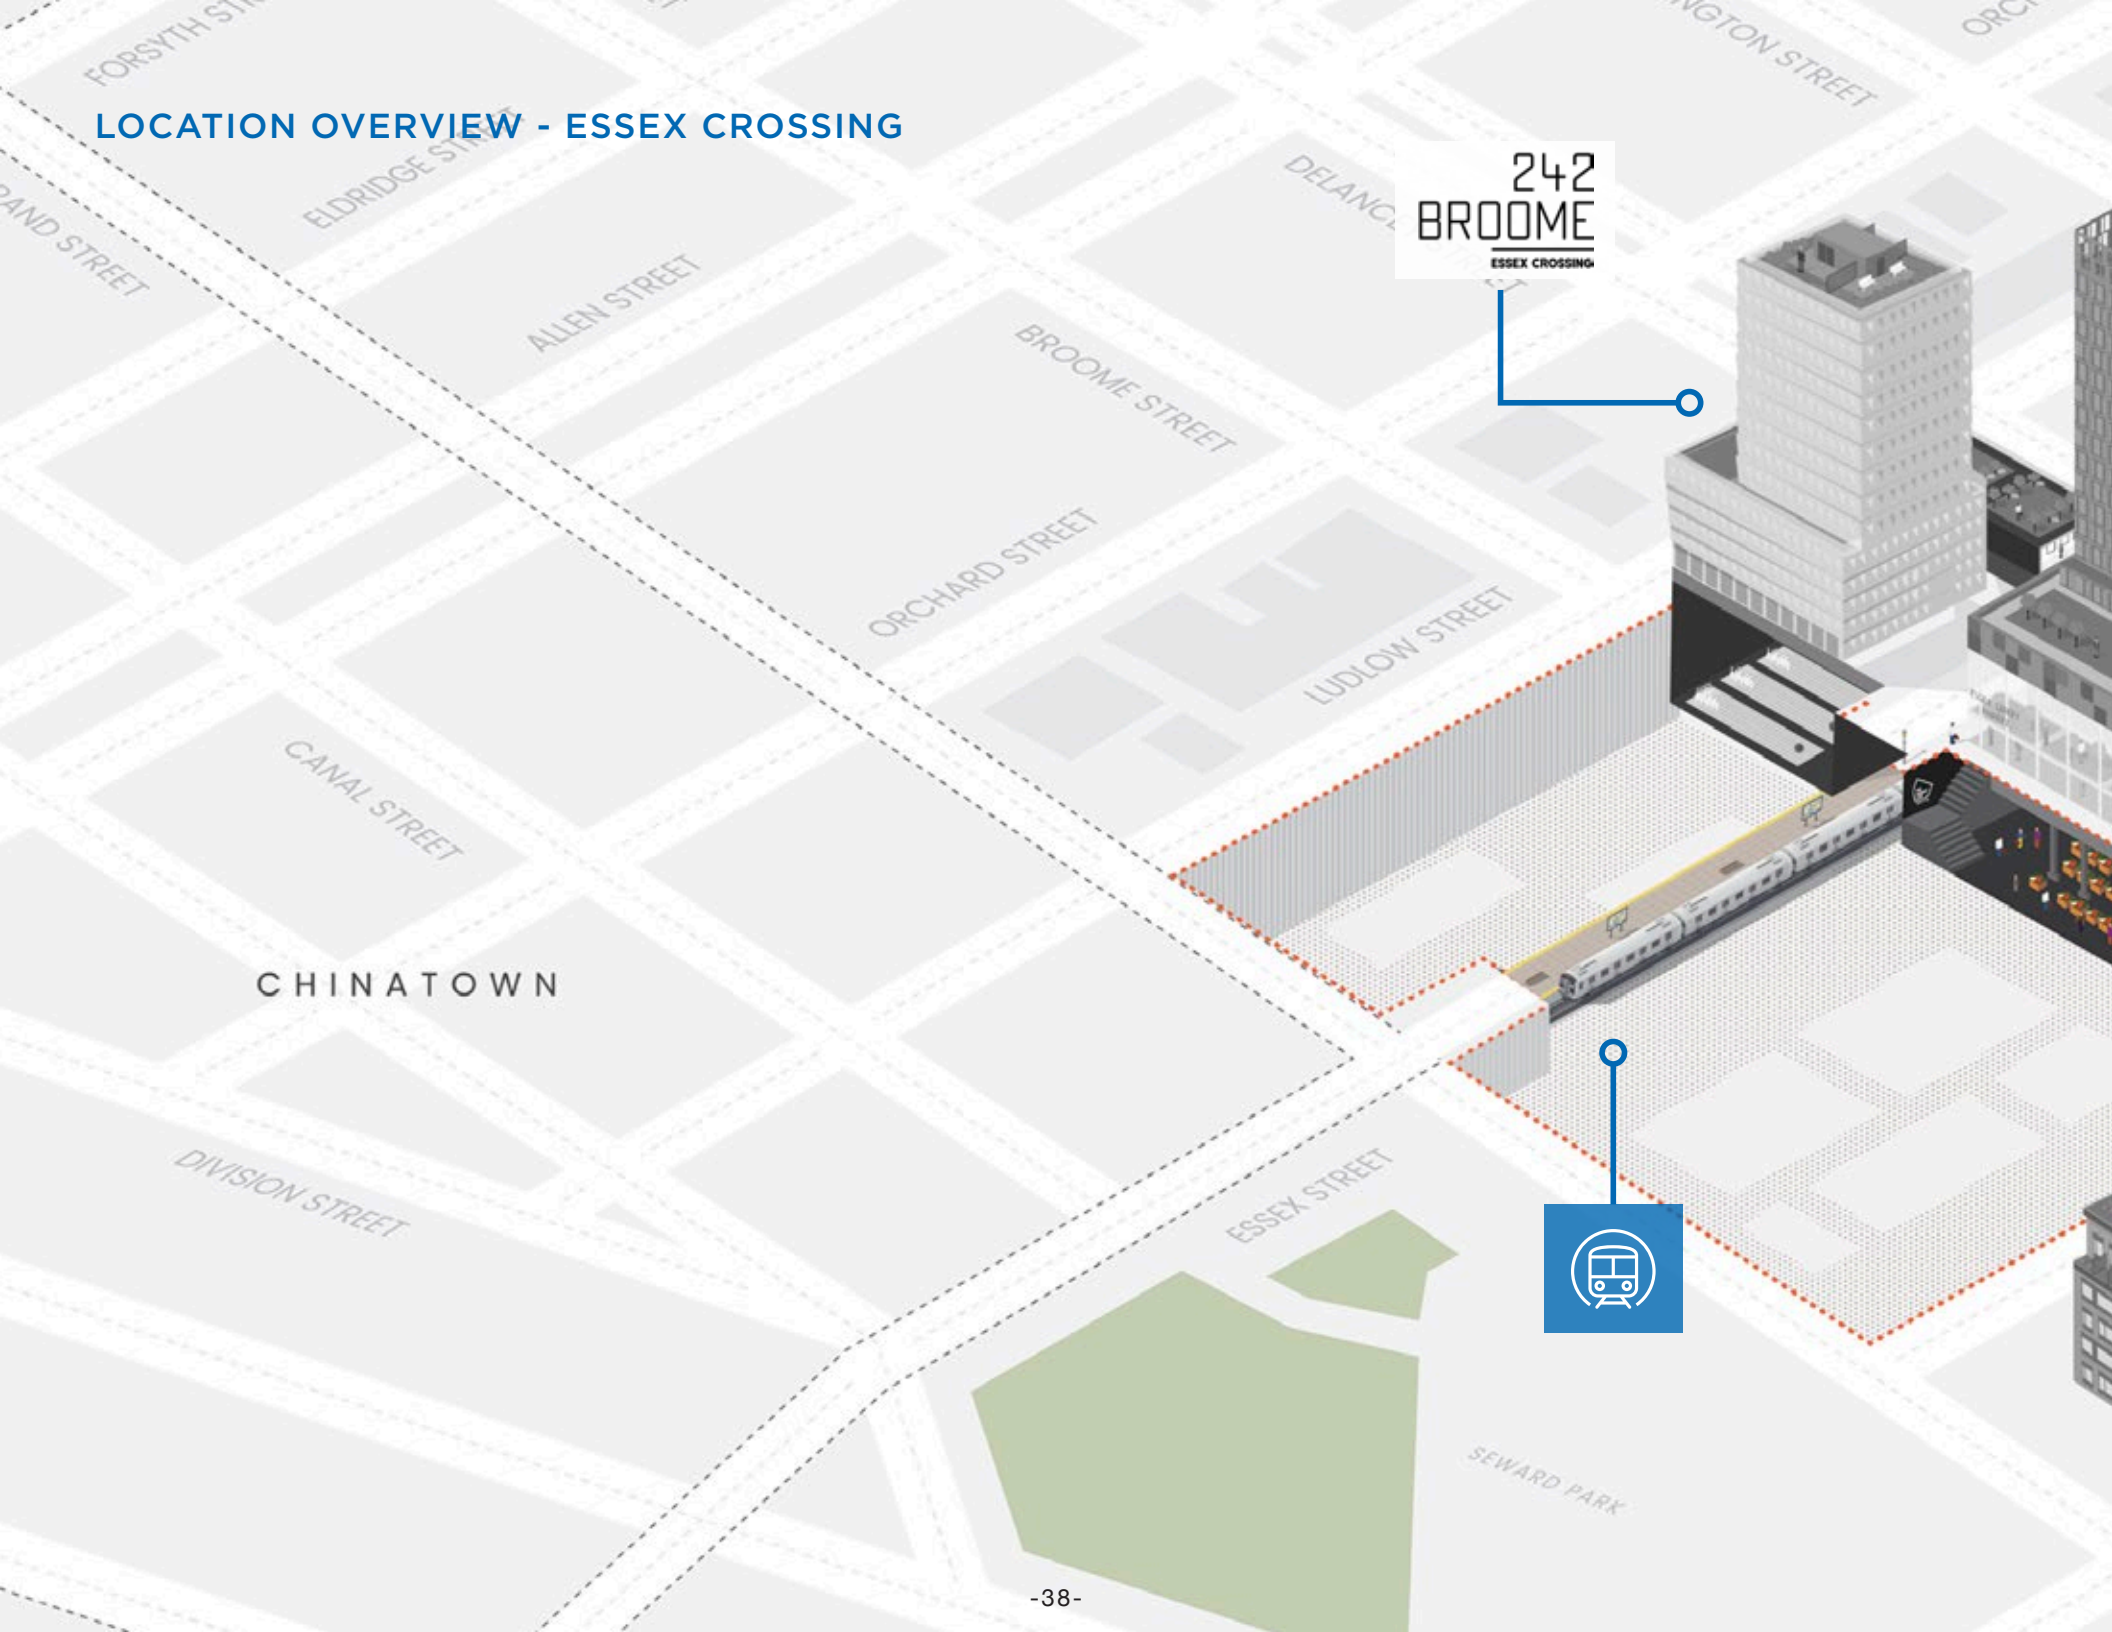 LOCATION OVERVIEW - ESSEX CROSSING
FORSYTH
ELDRIDGE STREET
STREET
ALLEN STREET
242
BROOME
ESSEX CROSSING
STREET
BROOME STREET
ORCHARD STREET
LUDLOW STREET
CANAL STREET
CHINATOWN
DIVISION STREET
ESSEX STREET
SEWARD PARK
-38-